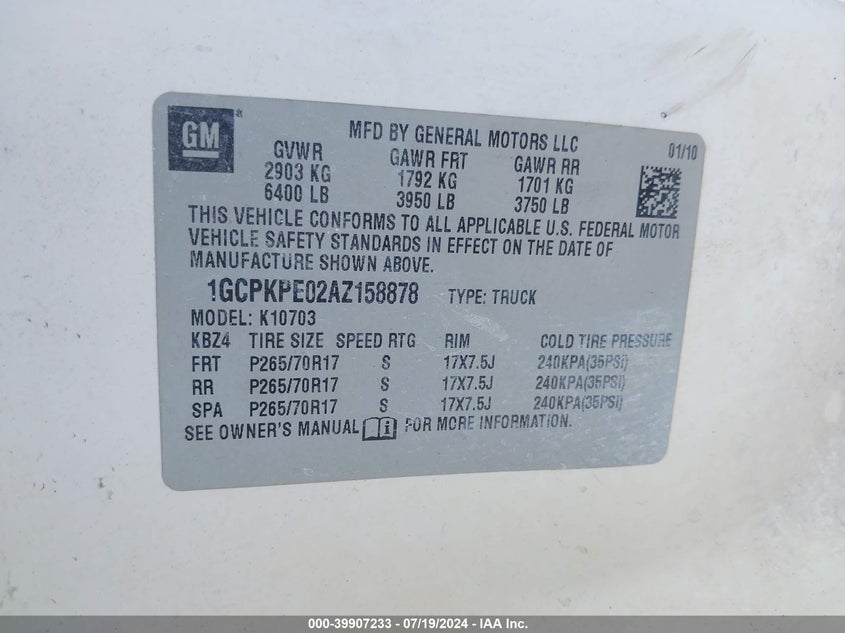 GM®
MFD BY GENERAL MOTORS LLC
01/10
GVWR GAWR FRT GAWR RR
2903 KG 1792 KG 1701 KG
6400 LB 3950 LB 3750 LB
THIS VEHICLE CONFORMS TO ALL APPLICABLE U.S. FEDERAL MOTOR
VEHICLE SAFETY STANDARDS IN EFFECT ON THE DATE OF
MANUFACTURE SHOWN ABOVE.
1GCPKPE02AZ158878 TYPE: TRUCK
MODEL: K10703
KBZ4 TIRE SIZE SPEED RTG RIM COLD TIRE PRESSURE
FRT P265/70R17 S 17X7.5J 240KPA(35PSI)
RR P265/70R17 S 17X7.5J 240KPA(35PSI)
SPA P265/70R17 S 17X7.5J 240KPA(35PSI)
SEE OWNER'S MANUAL i FOR MORE INFORMATION.
000-39907233 - 07/19/2024 - IAA Inc.